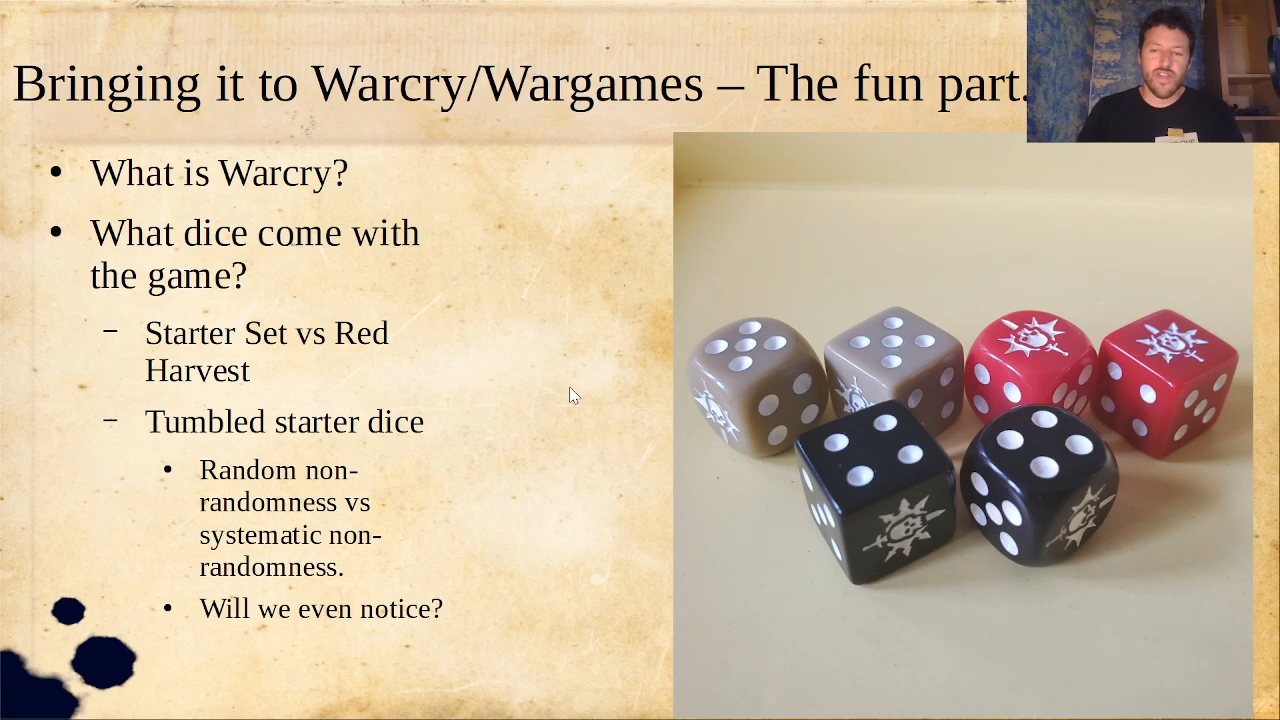 Bringing it to Warcry/Wargames – The fun part.
• What is Warcry?
• What dice come with
the game?
– Starter Set vs Red
Harvest
– Tumbled starter dice
• Random non-
randomness vs
systematic non-
randomness.
• Will we even notice?